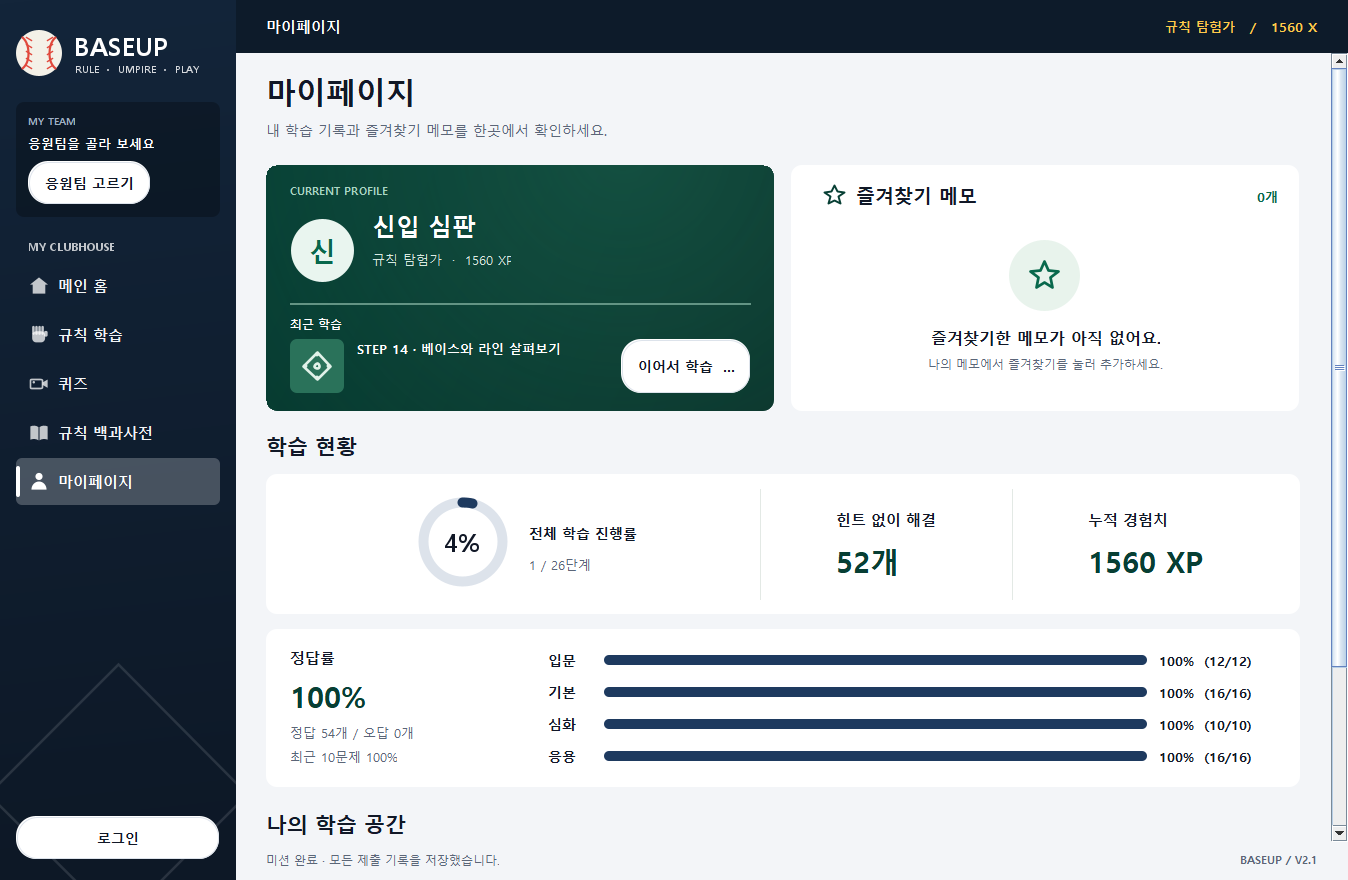 BASEUP
RULE · UMPIRE · PLAY
MY TEAM
응원팀을 골라 보세요
응원팀 고르기
MY CLUBHOUSE
메인 홈
규칙 학습
퀴즈
규칙 백과사전
마이페이지
로그인
마이페이지
규칙 탐험가 / 1560 X
마이페이지
내 학습 기록과 즐겨찾기 메모를 한곳에서 확인하세요.
CURRENT PROFILE
신
신입 심판
규칙 탐험가 · 1560 XP
최근 학습
STEP 14 · 베이스와 라인 살펴보기
이어서 학습 ...
즐겨찾기 메모
0개
즐겨찾기한 메모가 아직 없어요.
나의 메모에서 즐겨찾기를 눌러 추가하세요.
학습 현황
4%
전체 학습 진행률
1 / 26단계
힌트 없이 해결
52개
누적 경험치
1560 XP
정답률
100%
정답 54개 / 오답 0개
최근 10문제 100%
입문 100% (12/12)
기본 100% (16/16)
심화 100% (10/10)
응용 100% (16/16)
나의 학습 공간
미션 완료 · 모든 제출 기록을 저장했습니다.
BASEUP / V2.1